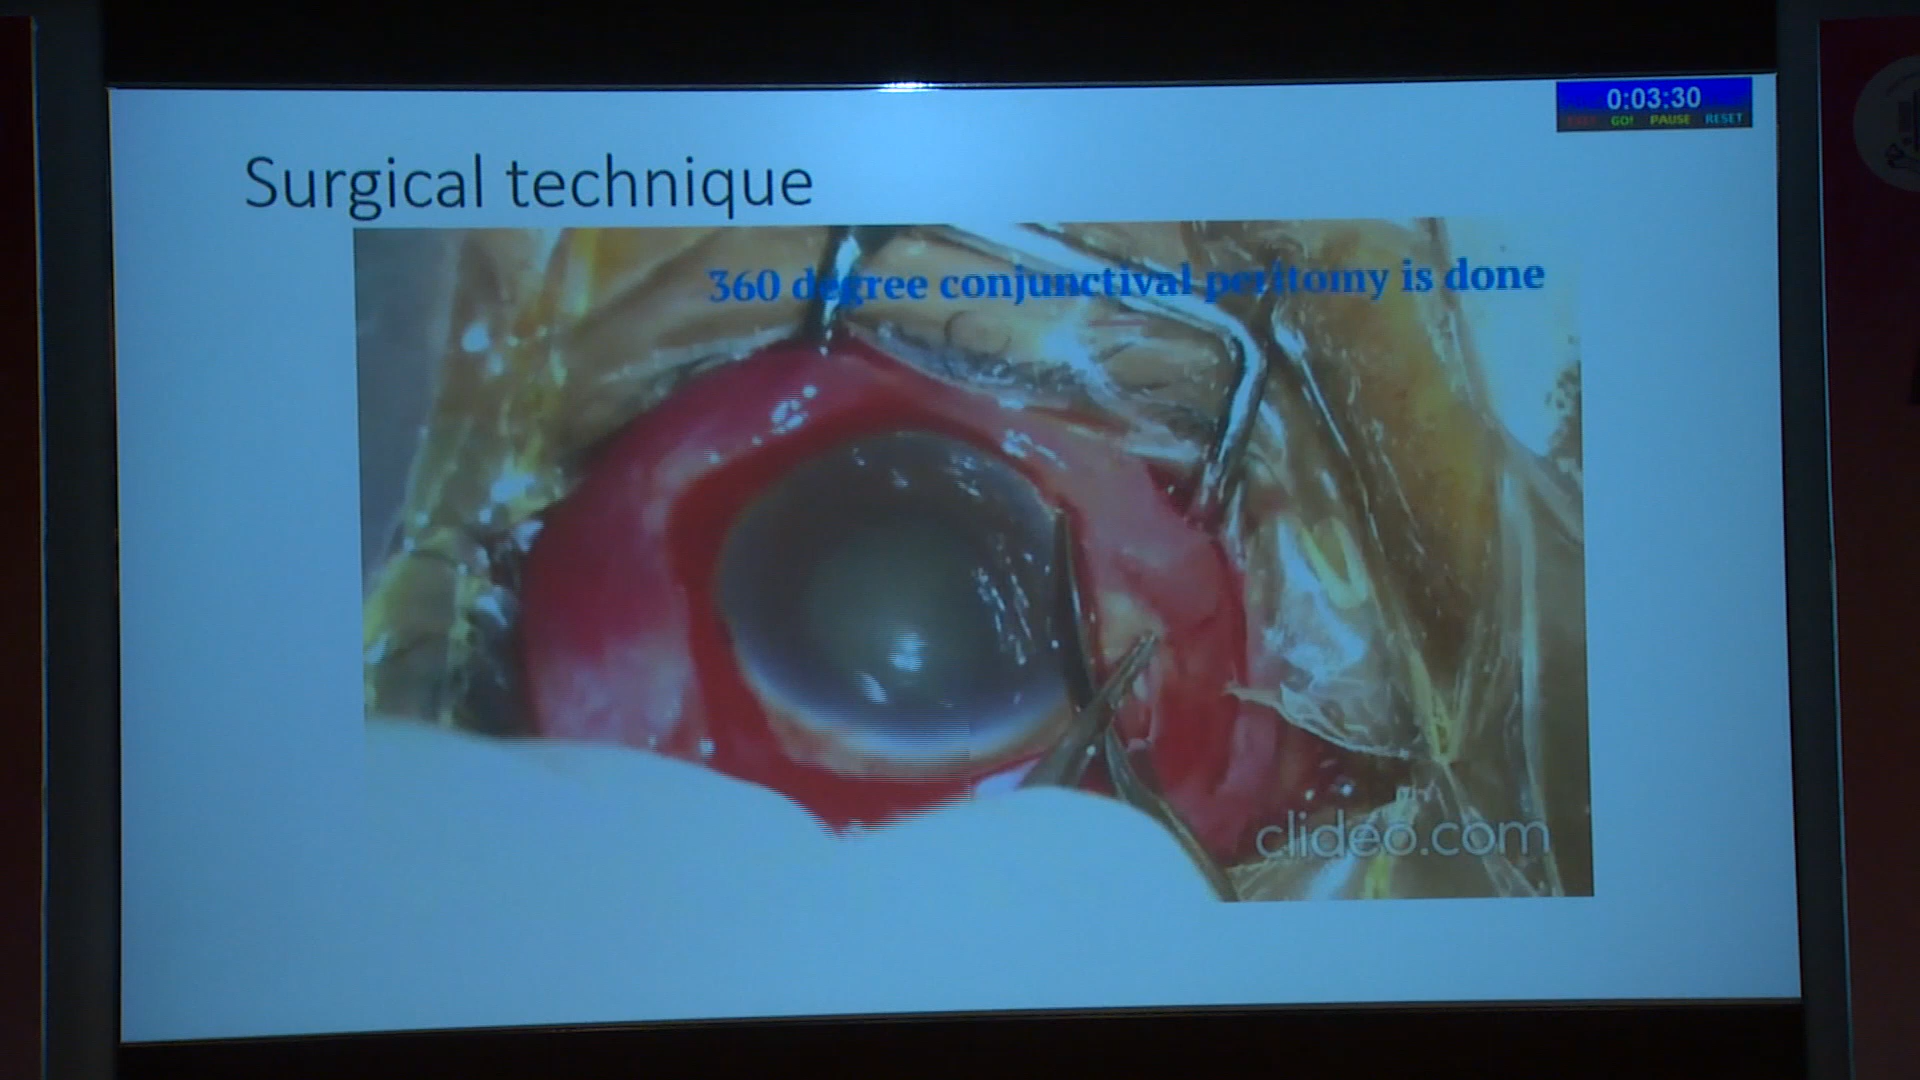 0:03:30
GO! PAUSE RESET
Surgical technique
360 degree conjunctival peritomy is done
clideo.com